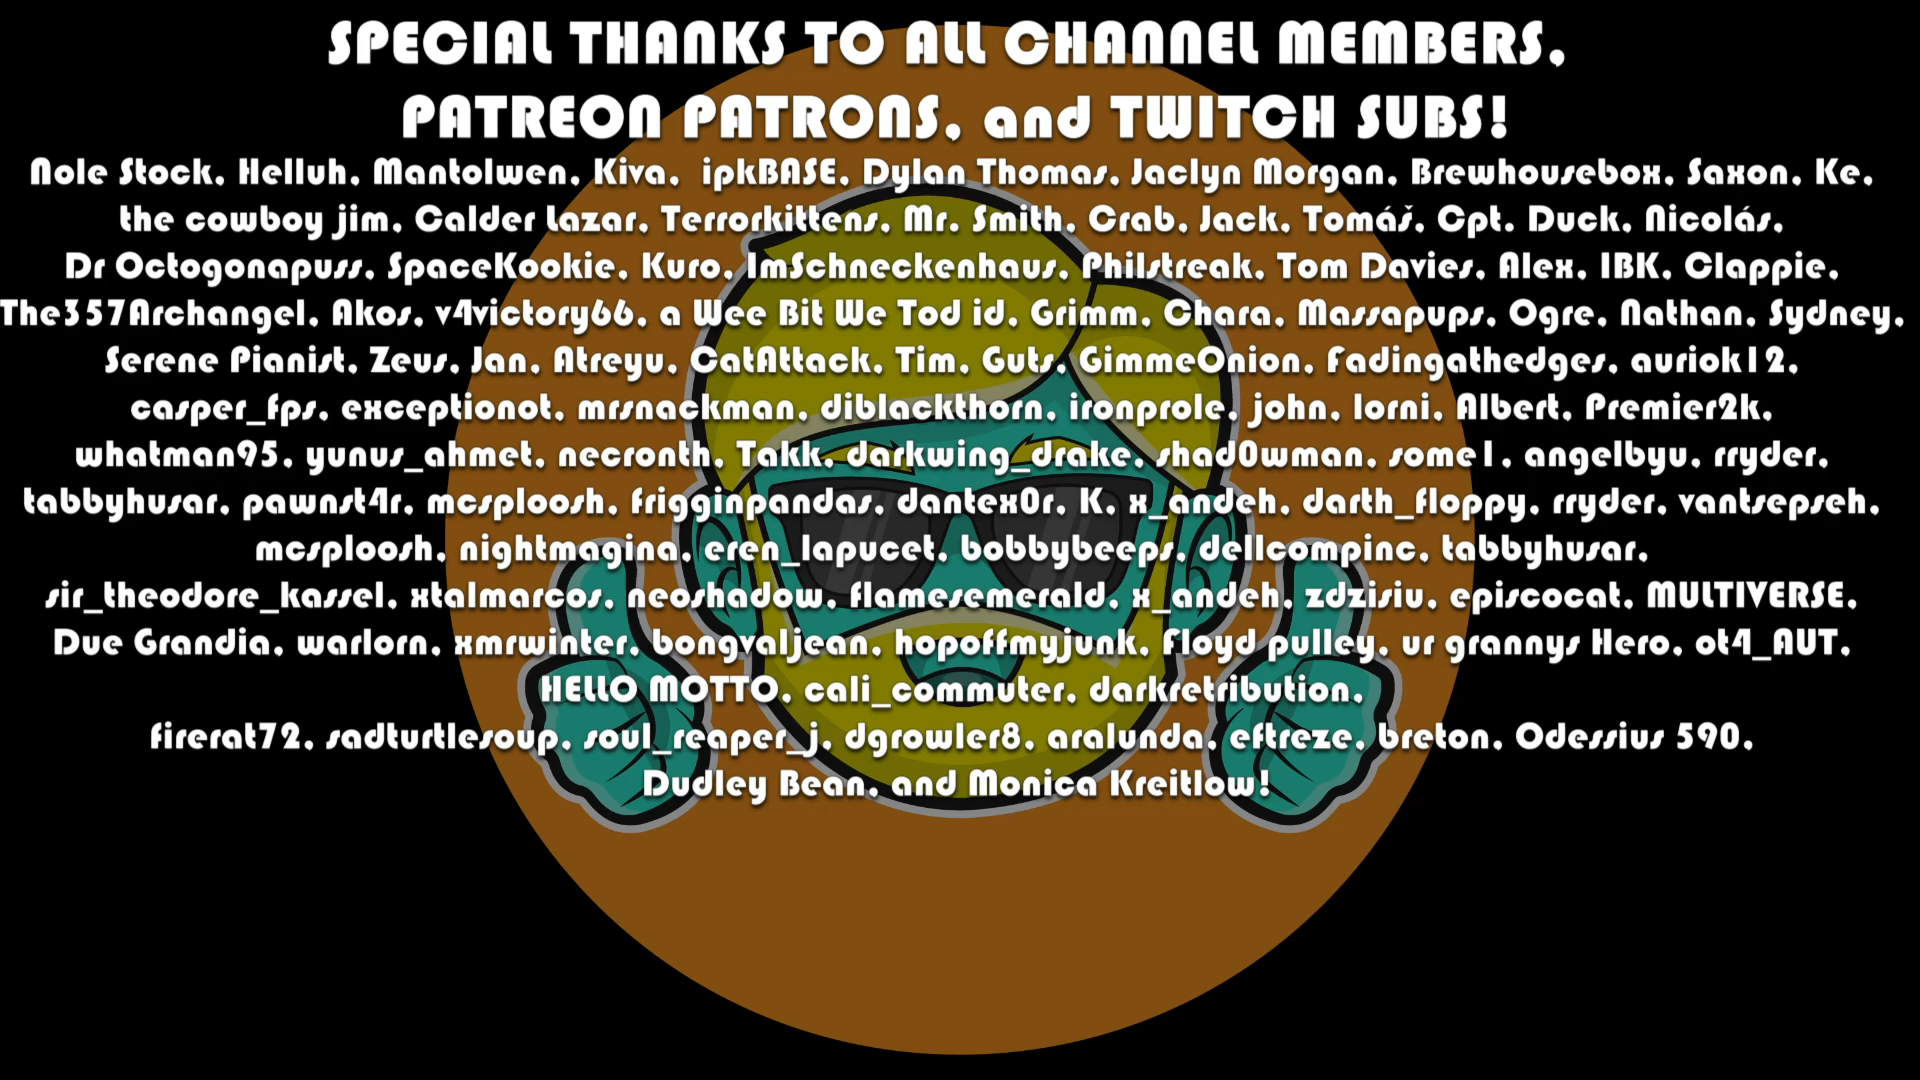 SPECIAL THANKS TO ALL CHANNEL MEMBERS,
PATREON PATRONS, and TWITCH SUBS!
Nole Stock, Helluh, Mantolwen, Kiva,  ipkBASE, Dylan Thomas, Jaclyn Morgan, Brewhousebox, Saxon, Ke,
the cowboy jim, Calder Lazar, Terrorkittens, Mr. Smith, Crab, Jack, Tomáš, Cpt. Duck, Nicolás,
Dr Octogonapuss, SpaceKookie, Kuro, ImSchneckenhaus, Philstreak, Tom Davies, Alex, IBK, Clappie,
The357Archangel, Akos, v4victory66, a Wee Bit We Tod id, Grimm, Chara, Massapups, Ogre, Nathan, Sydney,
Serene Pianist, Zeus, Jan, Atreyu, CatAttack, Tim, Guts, GimmeOnion, Fadingathedges, auriok12,
casper_fps, exceptionot, mrsnackman, diblackthorn, ironprole, john, lorni, Albert, Premier2k,
whatman95, yunus_ahmet, necronth, Takk, darkwing_drake, shad0wman, some1, angelbyu, rryder,
tabbyhusar, pawnst4r, mcsploosh, frigginpandas, dantex0r, K, x_andeh, darth_floppy, rryder, vantsepseh,
mcsploosh, nightmagina, eren_lapucet, bobbybeeps, dellcompinc, tabbyhusar,
sir_theodore_kassel, xtalmarcos, neoshadow, flamesemerald, x_andeh, zdzisiu, episcocat, MULTIVERSE,
Due Grandia, warlorn, xmrwinter, bongvaljean, hopoffmyjunk, Floyd pulley, ur grannys Hero, ot4_AUT,
HELLO MOTTO, cali_commuter, darkretribution,
firerat72, sadturtlesoup, soul_reaper_j, dgrowler8, aralunda, eftreze, breton, Odessius 590,
Dudley Bean, and Monica Kreitlow!